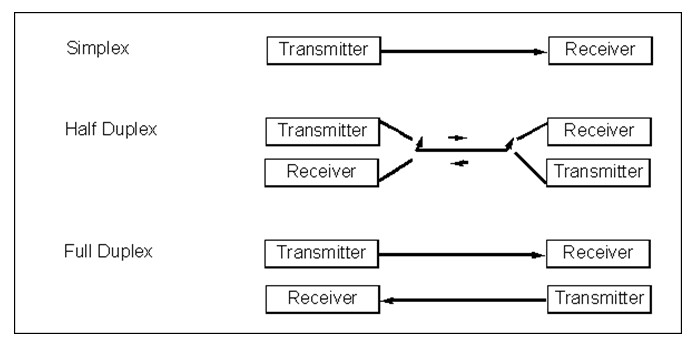 Simplex Transmitter Receiver
Half Duplex Transmitter Receiver
Receiver Transmitter
Full Duplex Transmitter Receiver
Receiver Transmitter